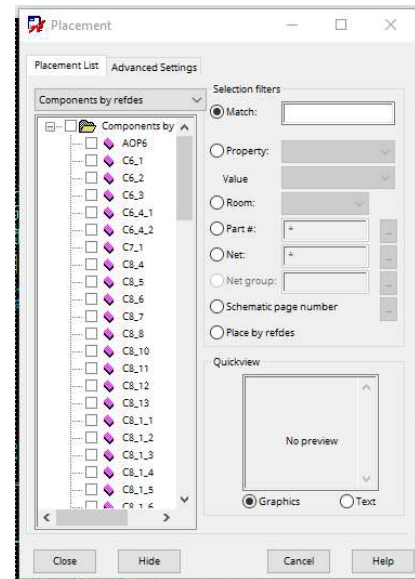 Placement
Placement List
Advanced Settings
Components by refdes
Components by
AOP6
C6_1
C6_2
C6_3
C6_4_1
C6_4_2
C7_1
C8_4
C8_5
C8_6
C8_7
C8_8
C8_10
C8_11
C8_12
C8_13
C8_1_1
C8_1_2
C8_1_3
C8_1_4
C8_1_5
C8_1_6
Selection filters
Match:
Property:
Value
Room:
Part #: *
...
Net: *
...
Net group:
...
Schematic page number
...
Place by refdes
Quickview
No preview
Graphics Text
Close Hide Cancel Help